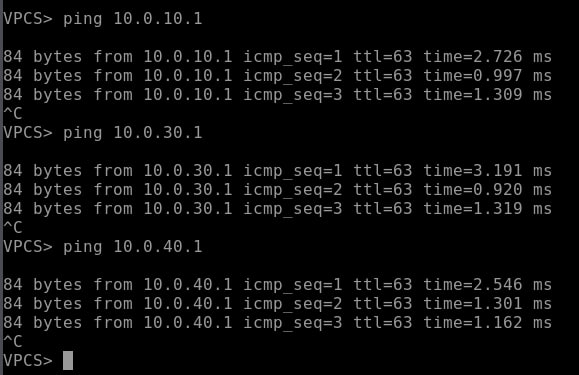 VPCS> ping 10.0.10.1
84 bytes from 10.0.10.1 icmp_seq=1 ttl=63 time=2.726 ms
84 bytes from 10.0.10.1 icmp_seq=2 ttl=63 time=0.997 ms
84 bytes from 10.0.10.1 icmp_seq=3 ttl=63 time=1.309 ms
^C
VPCS> ping 10.0.30.1
84 bytes from 10.0.30.1 icmp_seq=1 ttl=63 time=3.191 ms
84 bytes from 10.0.30.1 icmp_seq=2 ttl=63 time=0.920 ms
84 bytes from 10.0.30.1 icmp_seq=3 ttl=63 time=1.319 ms
^C
VPCS> ping 10.0.40.1
84 bytes from 10.0.40.1 icmp_seq=1 ttl=63 time=2.546 ms
84 bytes from 10.0.40.1 icmp_seq=2 ttl=63 time=1.301 ms
84 bytes from 10.0.40.1 icmp_seq=3 ttl=63 time=1.162 ms
^C
VPCS>